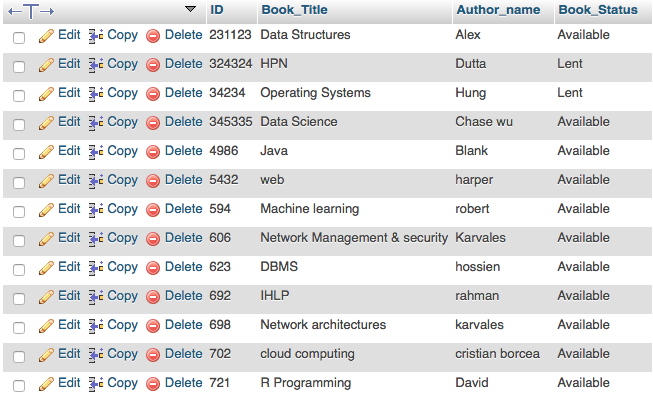 ID Book_Title Author_name Book_Status
Edit Copy Delete 231123 Data Structures Alex Available
Edit Copy Delete 324324 HPN Dutta Lent
Edit Copy Delete 34234 Operating Systems Hung Lent
Edit Copy Delete 345335 Data Science Chase wu Available
Edit Copy Delete 4986 Java Blank Available
Edit Copy Delete 5432 web harper Available
Edit Copy Delete 594 Machine learning robert Available
Edit Copy Delete 606 Network Management & security Karvales Available
Edit Copy Delete 623 DBMS hossien Available
Edit Copy Delete 692 IHLP rahman Available
Edit Copy Delete 698 Network architectures karvales Available
Edit Copy Delete 702 cloud computing cristian borcea Available
Edit Copy Delete 721 R Programming David Available